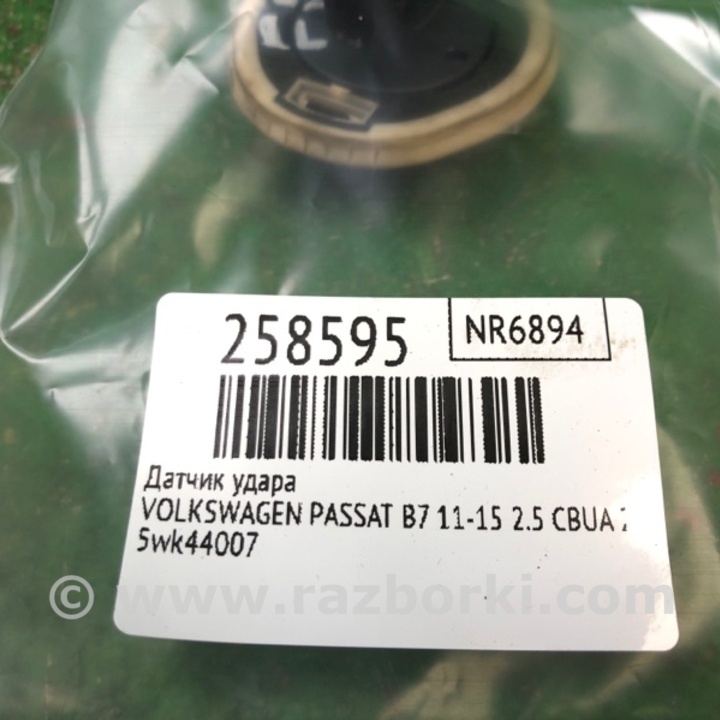 258595
NR6894
Датчик удара
VOLKSWAGEN PASSAT B7 11-15 2.5 CBUA
5wk44007
© www.razborki.com